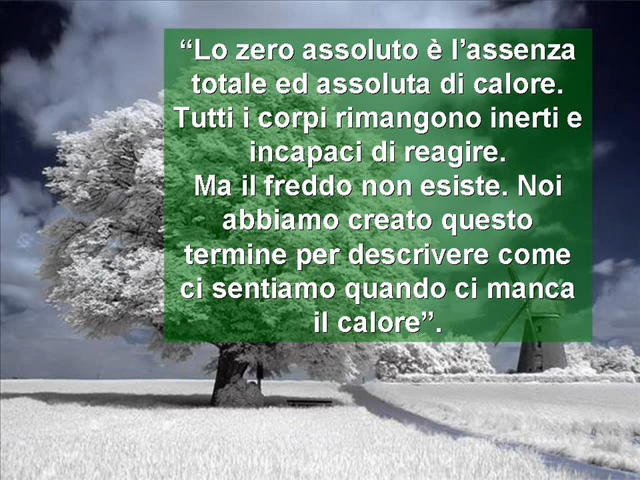 “Lo zero assoluto è l’assenza
totale ed assoluta di calore.
Tutti i corpi rimangono inerti e
incapaci di reagire.
Ma il freddo non esiste. Noi
abbiamo creato questo
termine per descrivere come
ci sentiamo quando ci manca
il calore”.